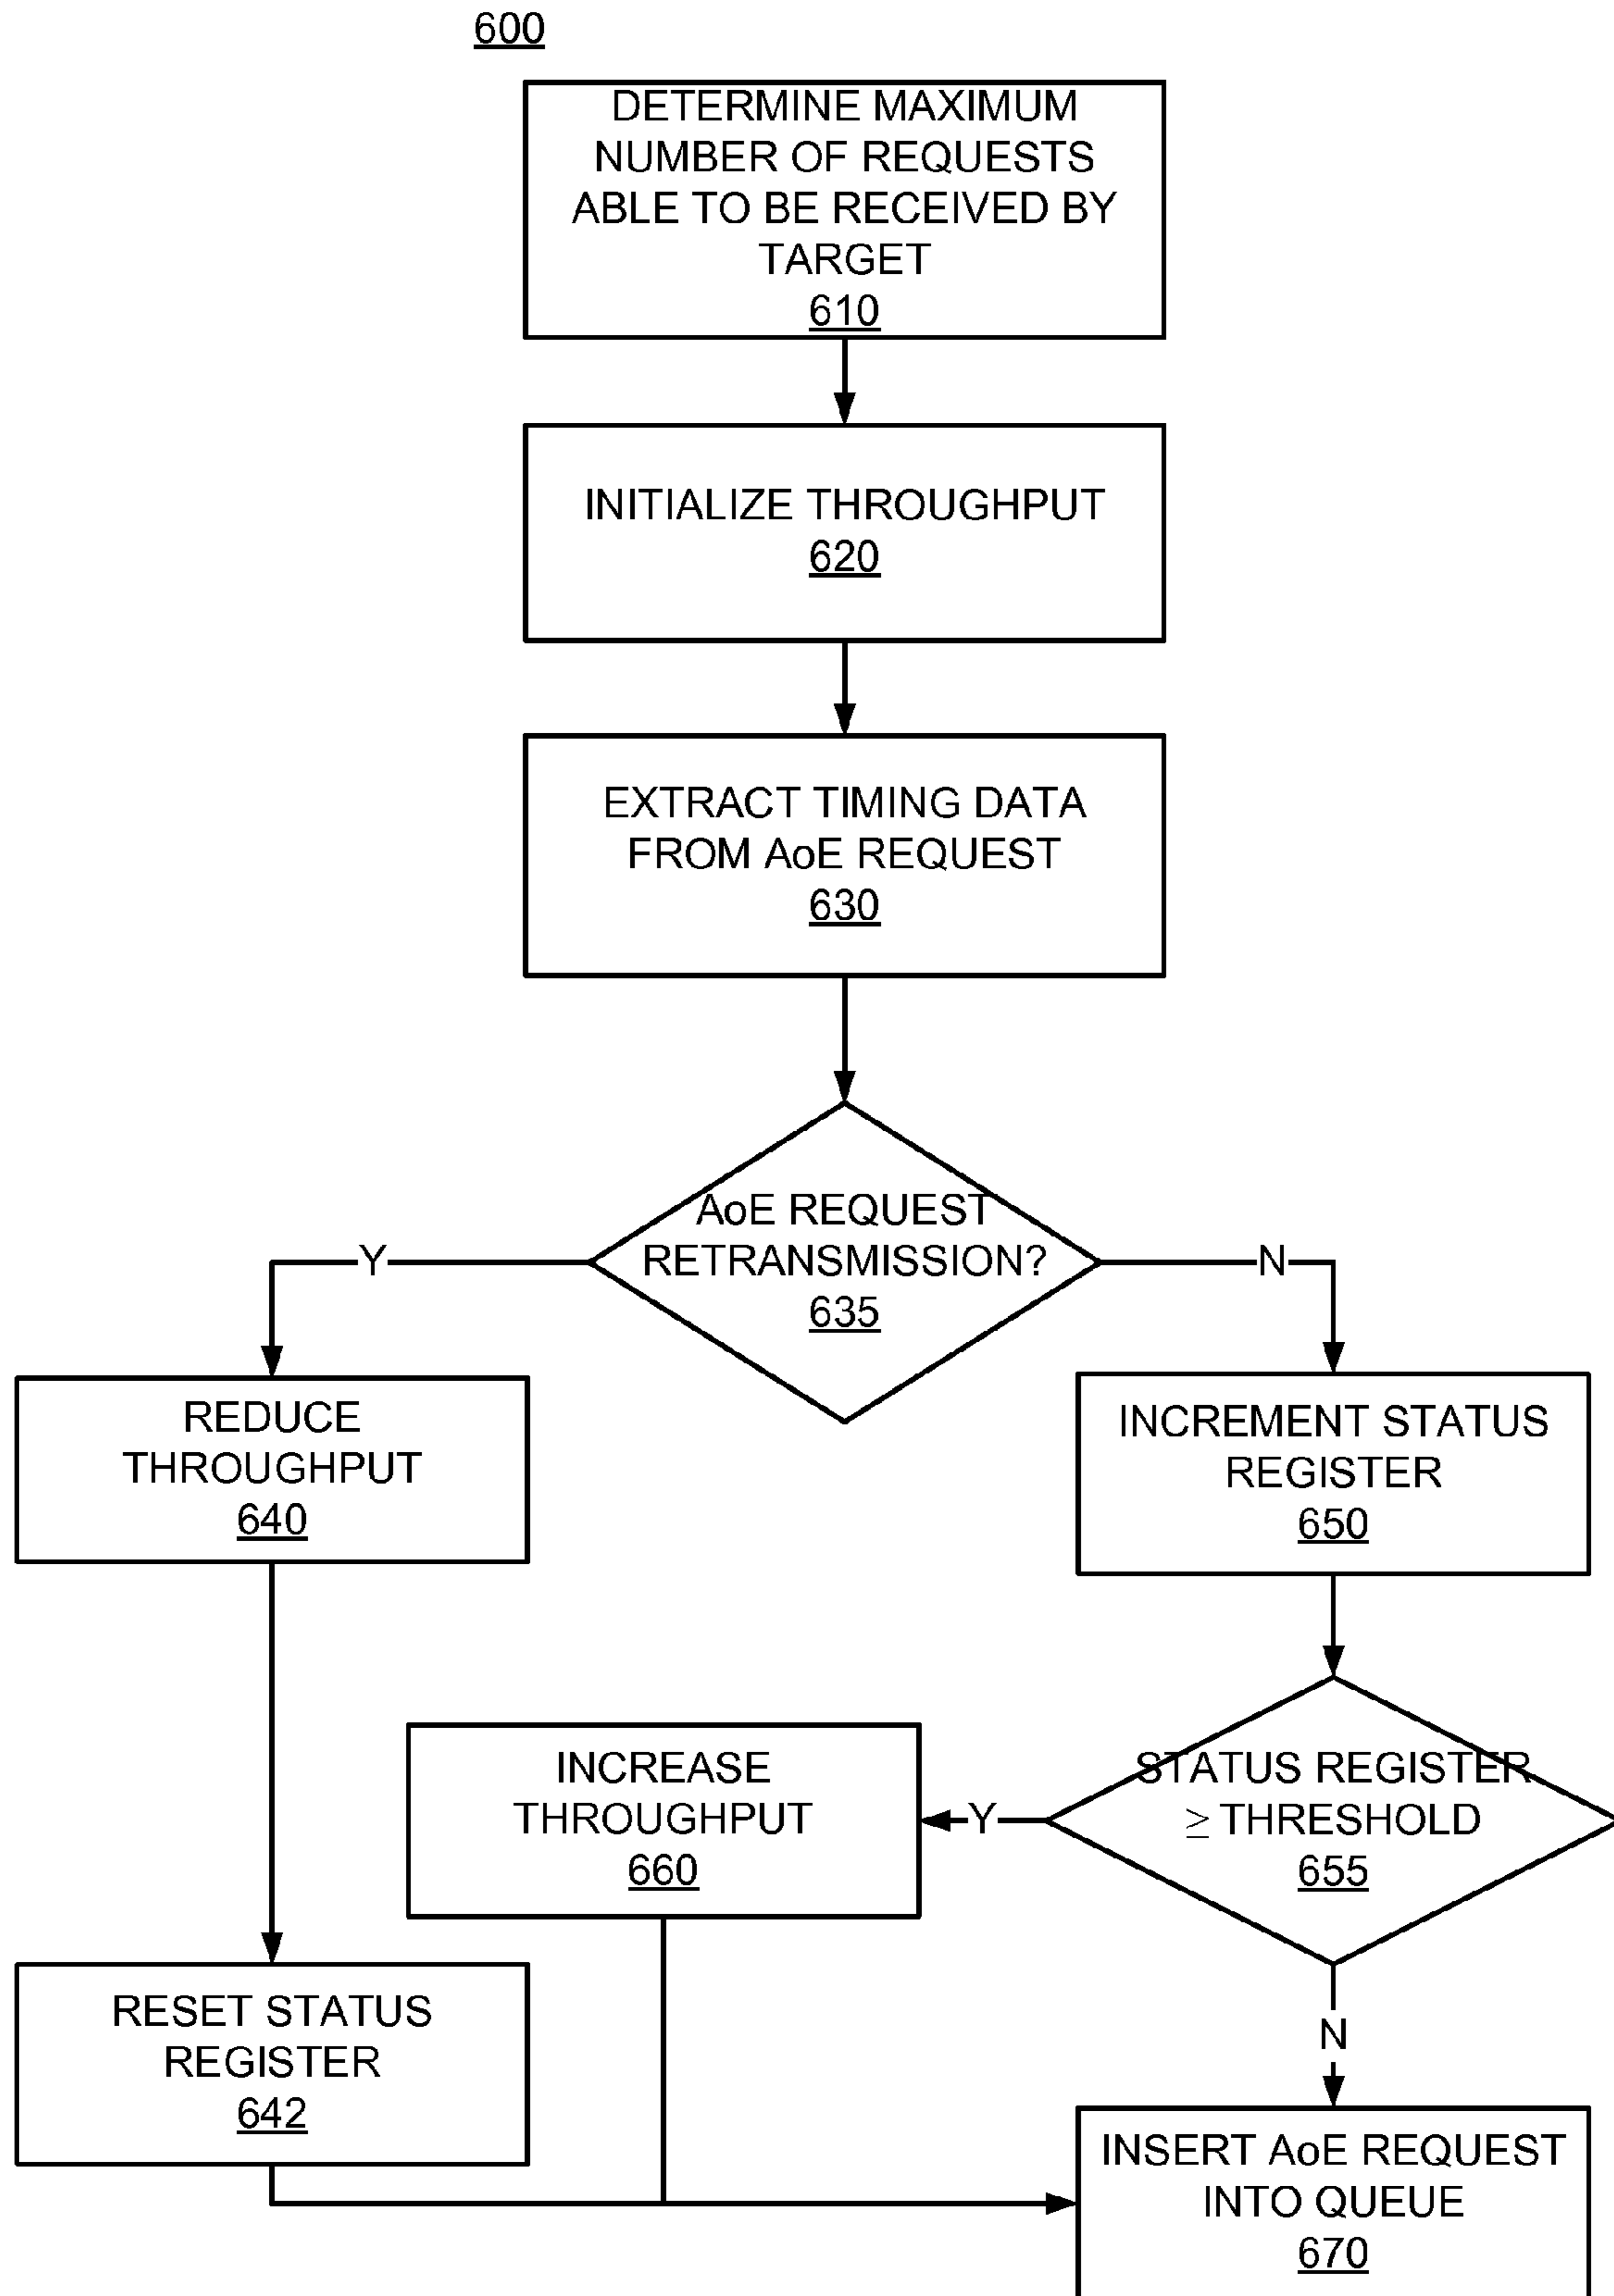 600
DETERMINE MAXIMUM
NUMBER OF REQUESTS
ABLE TO BE RECEIVED BY
TARGET
610
INITIALIZE THROUGHPUT
620
EXTRACT TIMING DATA
FROM AoE REQUEST
630
AoE REQUEST
RETRANSMISSION?
635
Y
N
REDUCE
THROUGHPUT
640
INCREMENT STATUS
REGISTER
650
INCREASE
THROUGHPUT
660
Y
STATUS REGISTER
≥ THRESHOLD
655
N
RESET STATUS
REGISTER
642
INSERT AoE REQUEST
INTO QUEUE
670